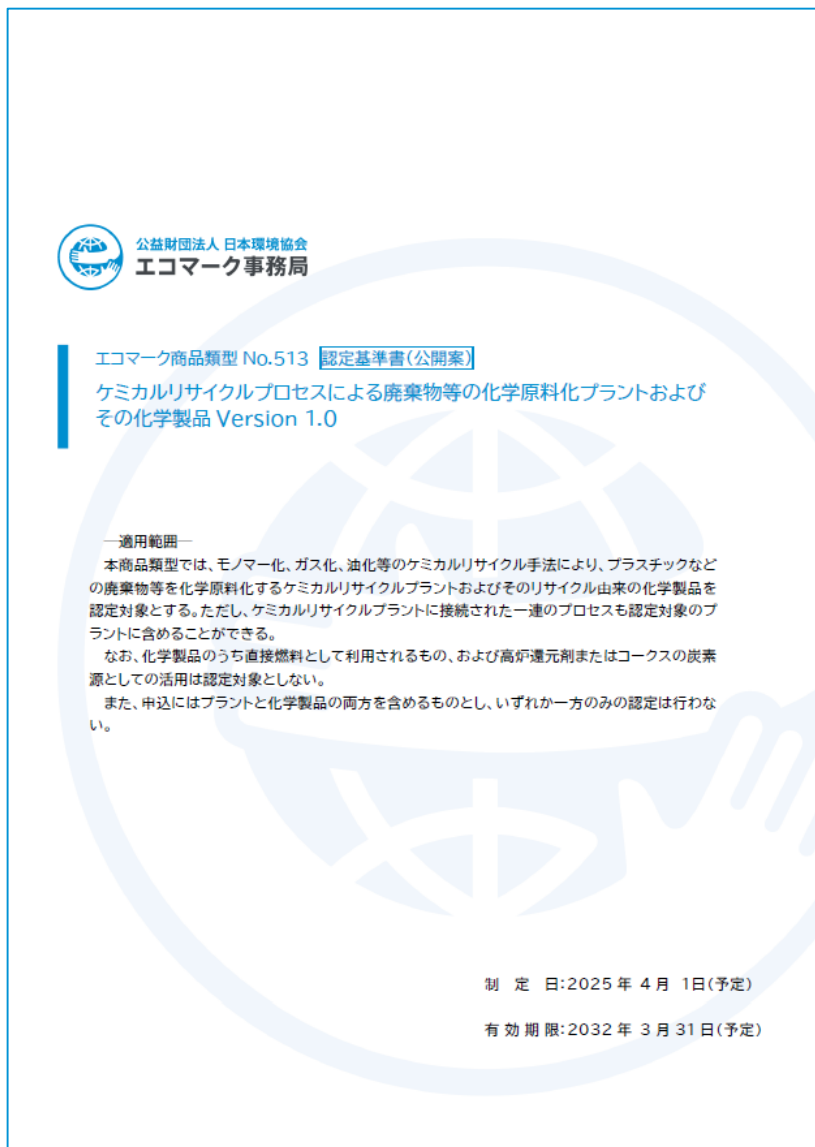 公益財団法人 日本環境協会
エコマーク事務局
エコマーク商品類型 No.513 認定基準書(公開案)
ケミカルリサイクルプロセスによる廃棄物等の化学原料化プラントおよび
その化学製品 Version 1.0
―適用範囲―
本商品類型では、モノマー化、ガス化、油化等のケミカルリサイクル手法により、プラスチックなど
の廃棄物等を化学原料化するケミカルリサイクルプラントおよびそのリサイクル由来の化学製品を
認定対象とする。ただし、ケミカルリサイクルプラントに接続された一連のプロセスも認定対象のプ
ラントに含めることができる。
なお、化学製品のうち直接燃料として利用されるもの、および高炉還元剤またはコークスの炭素
源としての活用は認定対象としない。
また、申込にはプラントと化学製品の両方を含めるものとし、いずれか一方のみの認定は行わな
い。
制 定 日:2025 年 4 月 1日(予定)
有 効 期 限:2032 年 3 月 31 日(予定)